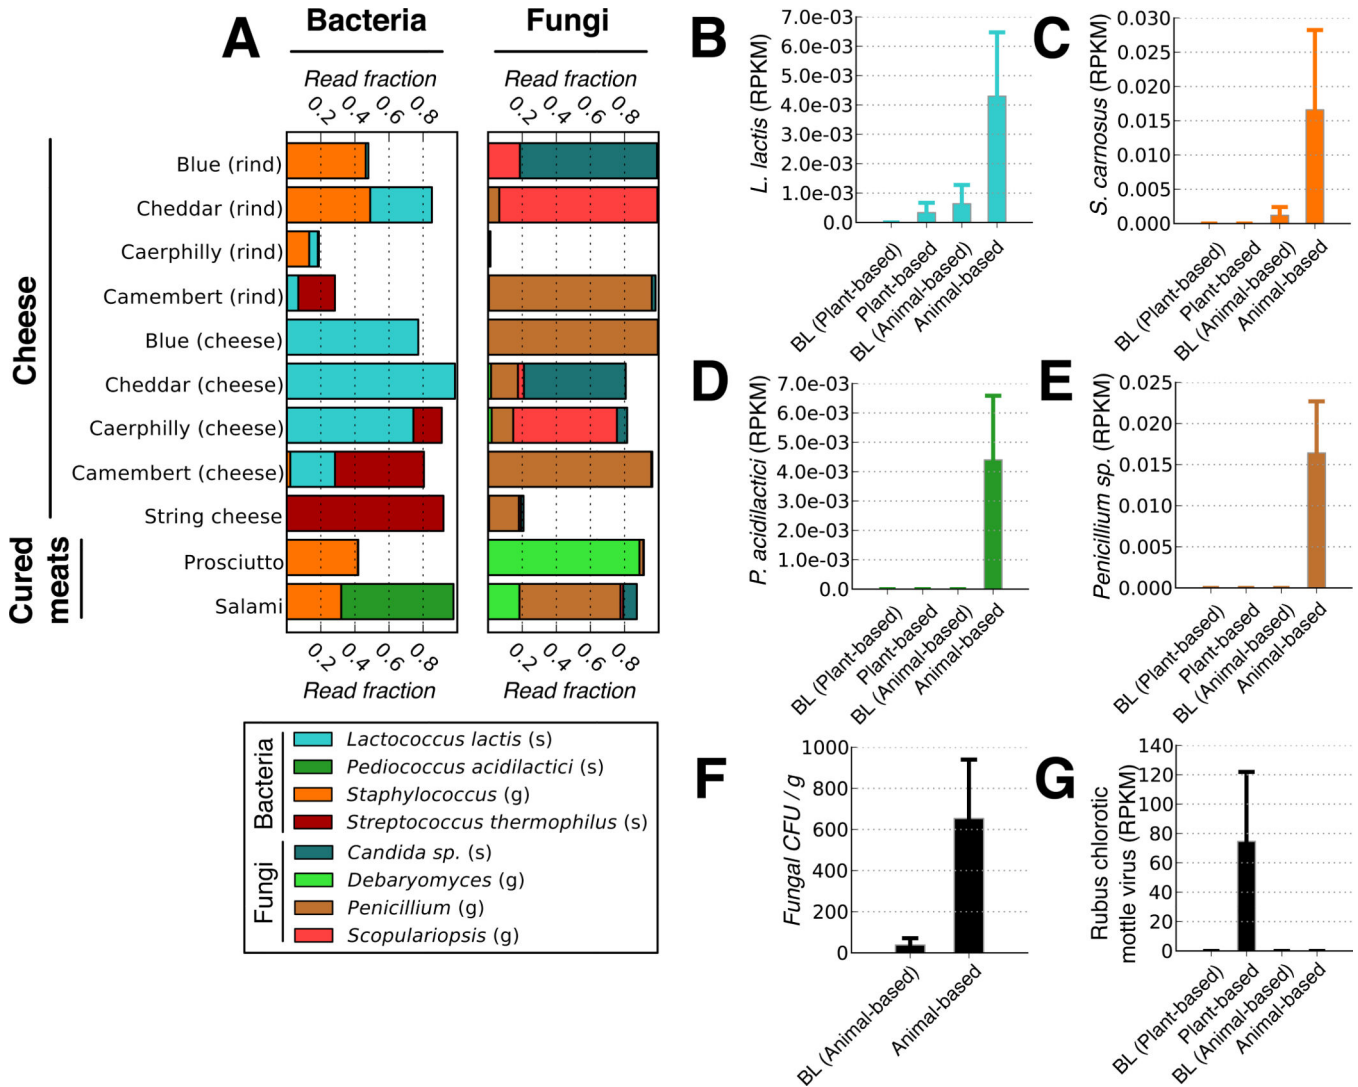 A
Bacteria
Fungi
Read fraction
Read fraction
0.2
0.4
0.6
0.8
0.2
0.4
0.6
0.8
Cheese
Blue (rind)
Cheddar (rind)
Caerphilly (rind)
Camembert (rind)
Blue (cheese)
Cheddar (cheese)
Caerphilly (cheese)
Camembert (cheese)
String cheese
Cured
meats
Prosciutto
Salami
0.2
0.4
0.6
0.8
0.2
0.4
0.6
0.8
Read fraction
Read fraction
Bacteria
Lactococcus lactis (s)
Pediococcus acidilactici (s)
Staphylococcus (g)
Streptococcus thermophilus (s)
Fungi
Candida sp. (s)
Debaryomyces (g)
Penicillium (g)
Scopulariopsis (g)
B
L. lactis (RPKM)
7.0e-03
6.0e-03
5.0e-03
4.0e-03
3.0e-03
2.0e-03
1.0e-03
0.0
BL (Plant-based)
Plant-based
BL (Animal-based)
Animal-based
C
S. carnosus (RPKM)
0.030
0.025
0.020
0.015
0.010
0.005
0.000
BL (Plant-based)
Plant-based
BL (Animal-based)
Animal-based
D
P. acidilactici (RPKM)
7.0e-03
6.0e-03
5.0e-03
4.0e-03
3.0e-03
2.0e-03
1.0e-03
0.0
BL (Plant-based)
Plant-based
BL (Animal-based)
Animal-based
E
Penicillium sp. (RPKM)
0.025
0.020
0.015
0.010
0.005
0.000
BL (Plant-based)
Plant-based
BL (Animal-based)
Animal-based
F
Fungal CFU / g
1000
800
600
400
200
0
BL (Animal-based)
Animal-based
G
Rubus chlorotic
mottle virus (RPKM)
140
120
100
80
60
40
20
0
BL (Plant-based)
Plant-based
BL (Animal-based)
Animal-based